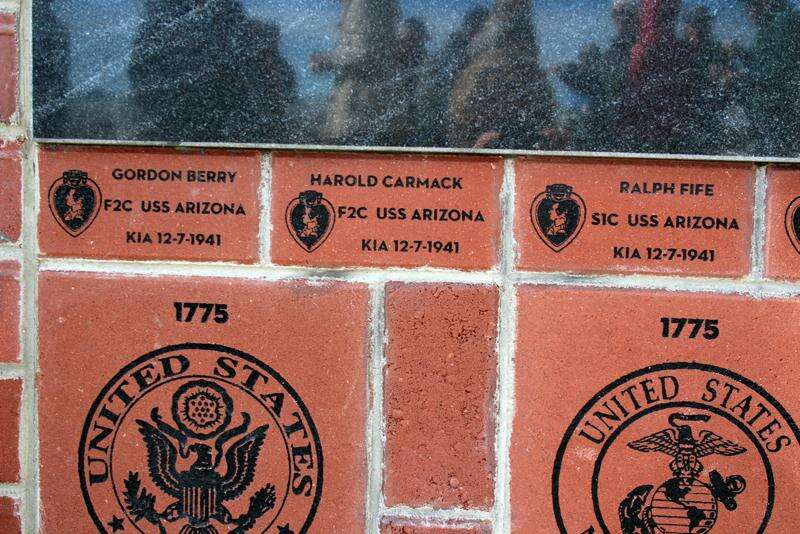 GORDON BERRY
F2C USS ARIZONA
KIA 12-7-1941
HAROLD CARMACK
F2C USS ARIZONA
KIA 12-7-1941
RALPH FIFE
S1C USS ARIZONA
KIA 12-7-1941
1775
UNITED STATES
1775
UNITED STATES